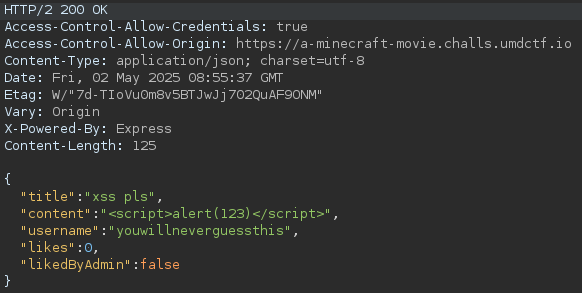 HTTP/2 200 OK
Access-Control-Allow-Credentials: true
Access-Control-Allow-Origin: https://a-minecraft-movie.challs.umdctf.io
Content-Type: application/json; charset=utf-8
Date: Fri, 02 May 2025 08:55:37 GMT
Etag: W/"7d-TIoVuOm8v5BTJwJj702QuAF9ONM"
Vary: Origin
X-Powered-By: Express
Content-Length: 125
{
"title":"xss pls",
"content":"<script>alert(123)</script>",
"username":"youwillneverguessthis",
"likes":0,
"likedByAdmin":false
}